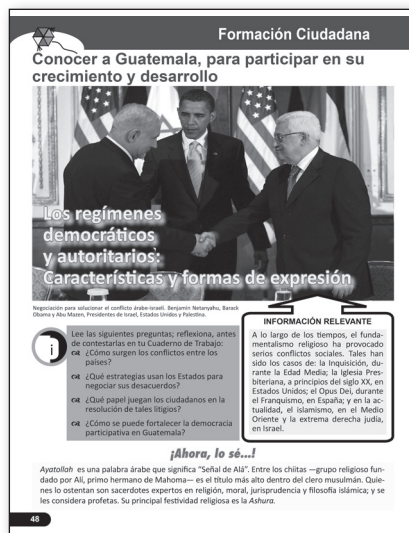 Formación Ciudadana
Conocer a Guatemala, para participar en su
crecimiento y desarrollo
Los regímenes
democráticos
y autoritarios:
Características y formas de expresión
Negociación para solucionar el conflicto árabe-israelí. Benjamin Netanyahu, Barack
Obama y Abu Mazen, Presidentes de Israel, Estados Unidos y Palestina.
i
Lee las siguientes preguntas; reflexiona, antes
de contestarlas en tu Cuaderno de Trabajo:
¿Cómo surgen los conflictos entre los
países?
¿Qué estrategias usan los Estados para
negociar sus desacuerdos?
¿Qué papel juegan los ciudadanos en la
resolución de tales litigios?
¿Cómo se puede fortalecer la democracia
participativa en Guatemala?
INFORMACIÓN RELEVANTE
A lo largo de los tiempos, el funda-
mentalismo religioso ha provocado
serios conflictos sociales. Tales han
sido los casos de: la Inquisición, du-
rante la Edad Media; la Iglesia Pres-
biteriana, a principios del siglo XX, en
Estados Unidos; el Opus Dei, durante
el Franquismo, en España; y en la ac-
tualidad, el islamismo, en el Medio
Oriente y la extrema derecha judía,
en Israel.
¡Ahora, lo sé...!
Ayatollah es una palabra árabe que significa "Señal de Alá". Entre los chiitas —grupo religioso fun-
dado por Alí, primo hermano de Mahoma— es el título más alto dentro del clero musulmán. Quie-
nes lo ostentan son sacerdotes expertos en religión, moral, jurisprudencia y filosofía islámica; y se
les considera profetas. Su principal festividad religiosa es la Ashura.
48